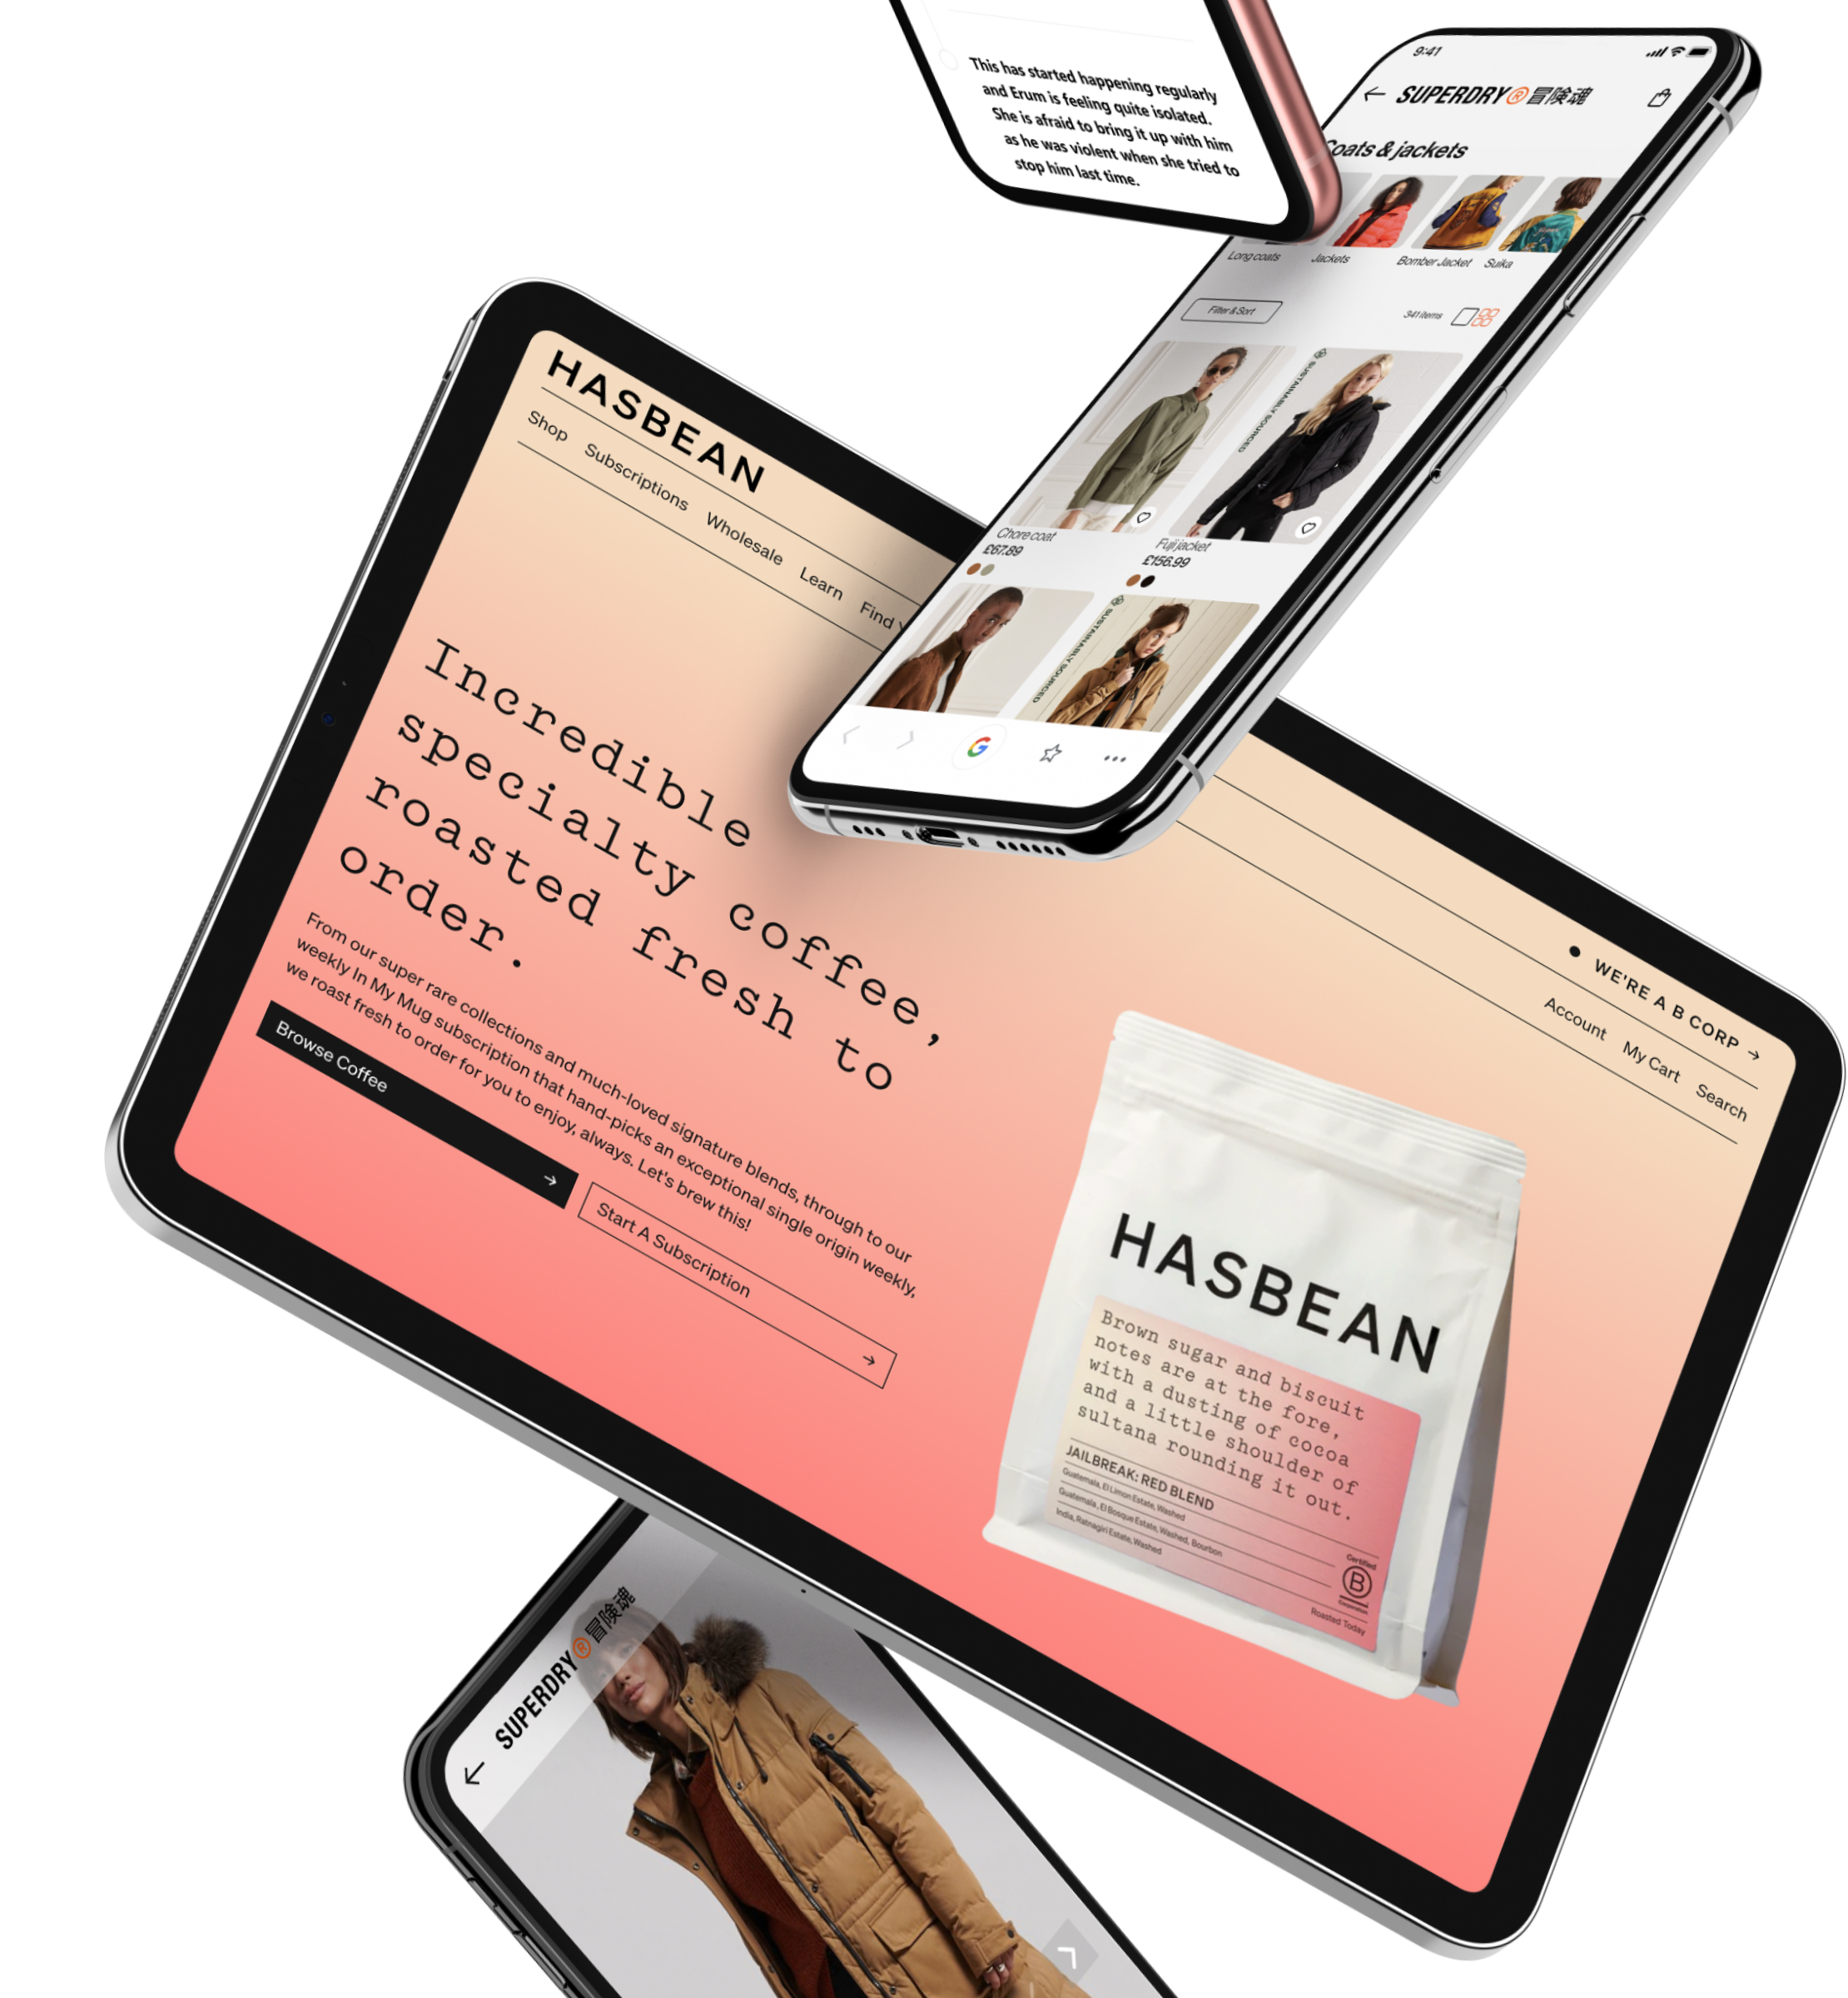 This has started happening regularly
and Erum is feeling quite isolated.
She is afraid to bring it up with him
as he was violent when she tried to
stop him last time.
9:41
SUPERDRY®冒険魂
Coats & jackets
Long coats
Jackets
Bomber Jacket
Suika
Filter & Sort
341 items
SUSTAINABLY SOURCED
Chore coat
£67.89
Fuji jacket
£156.99
SUSTAINABLY SOURCED
G
HASBEAN
Shop
Subscriptions
Wholesale
Learn
Find
WE'RE A B CORP →
Account
My Cart
Search
Incredible
specialty coffee,
roasted fresh to
order.
From our super rare collections and much-loved signature blends, through to our
weekly In My Mug subscription that hand-picks an exceptional single origin weekly,
we roast fresh to order for you to enjoy, always. Let's brew this!
Browse Coffee →
Start A Subscription →
HASBEAN
Brown sugar and biscuit
notes are at the fore,
with a dusting of cocoa
and a little shoulder of
sultana rounding it out.
JAILBREAK: RED BLEND
Guatemala, El Limon Estate, Washed
Guatemala, El Bosque Estate, Washed, Bourbon
India, Ratnagiri Estate, Washed
Certified
B
Corporation
Roasted Today
SUPERDRY®冒険魂